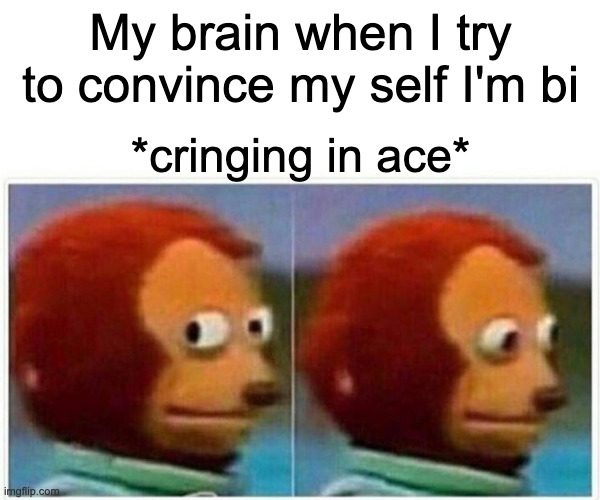 My brain when I try
to convince my self I'm bi
*cringing in ace*
imgflip.com